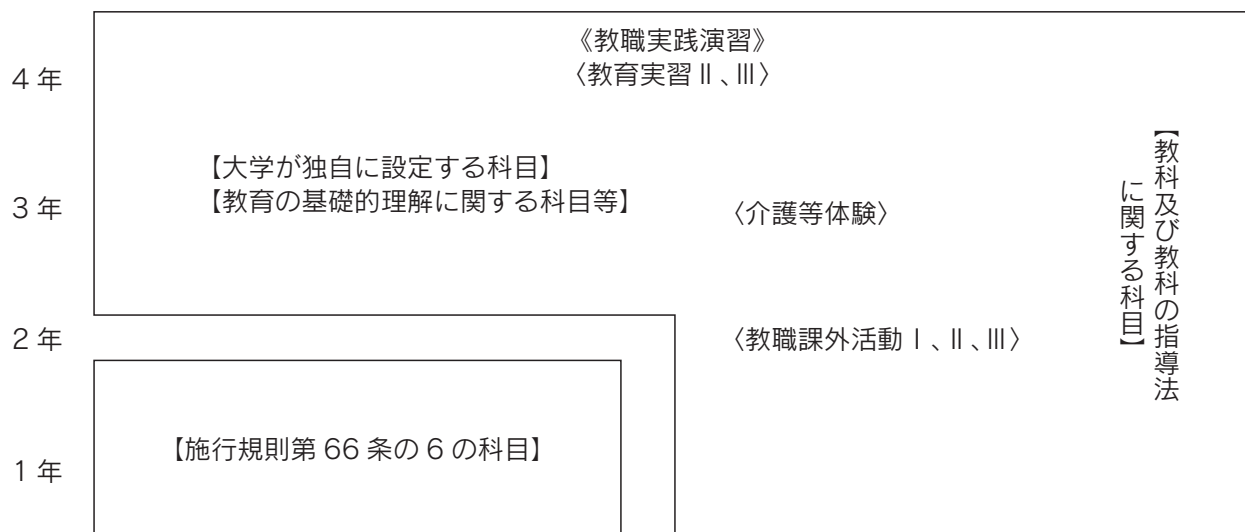 《教職実践演習》
4年
〈教育実習Ⅱ、Ⅲ〉
【大学が独自に設定する科目】
3年
【教育の基礎的理解に関する科目等】
〈介護等体験〉
【教科及び教科の指導法
に関する科目】
2年
〈教職課外活動Ⅰ、Ⅱ、Ⅲ〉
【施行規則第66条の6の科目】
1年